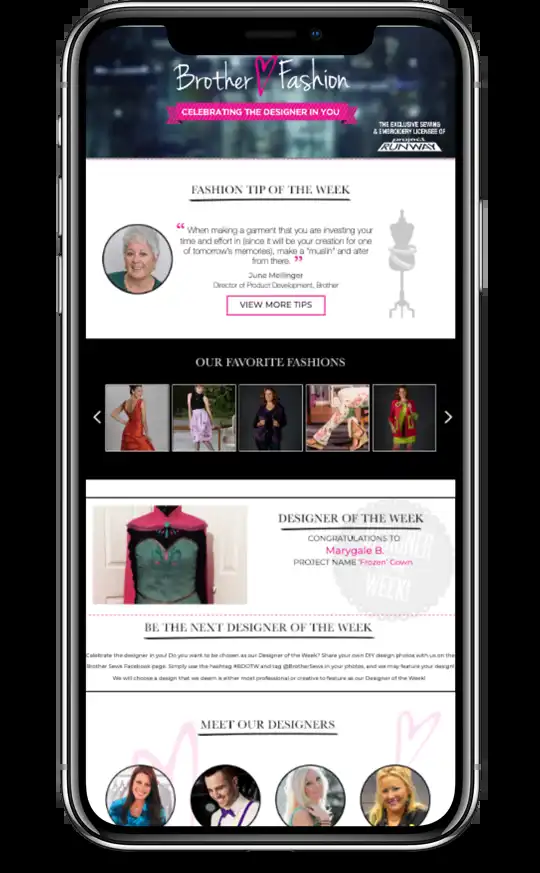 Brother Fashion
CELEBRATING THE DESIGNER IN YOU
THE EXCLUSIVE SEWING
& EMBROIDERY LICENSEE OF
project
RUNWAY
FASHION TIP OF THE WEEK
“ When making a garment that you are investing your
time and effort in (since it will be your creation for one
of tomorrow's memories), make a "muslin" and alter
from there. ”
June Mellinger
Director of Product Development, Brother
VIEW MORE TIPS
OUR FAVORITE FASHIONS
DESIGNER OF THE WEEK
CONGRATULATIONS TO
Marygale B.
PROJECT NAME 'Frozen' Gown
DESIGNER
WEEK!
BE THE NEXT DESIGNER OF THE WEEK
Celebrate the designer in you! Do you want to be chosen as our Designer of the Week? Share your own DIY design photos with us on the
Brother Sews Facebook page. Simply use the hashtag #BDOTW and tag @BrotherSews in your photos, and we may feature your design!
We will choose a design that we deem is either most professional or creative to feature as our Designer of the Week!
MEET OUR DESIGNERS